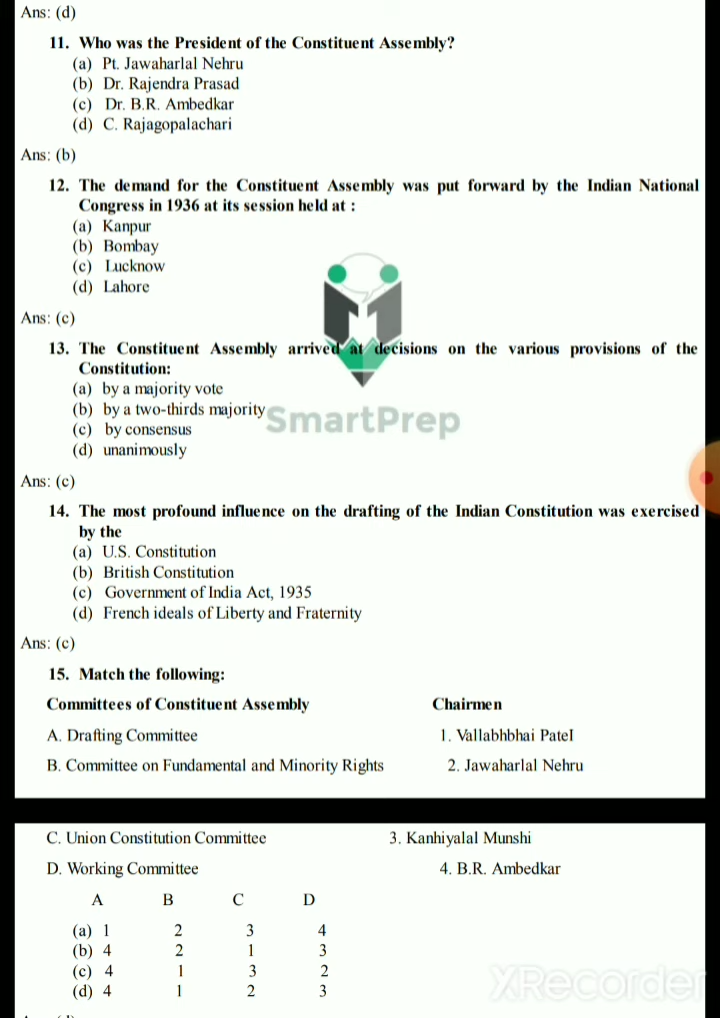 Ans: (d)
11. Who was the President of the Constituent Assembly?
(a) Pt. Jawaharlal Nehru
(b) Dr. Rajendra Prasad
(c) Dr. B.R. Ambedkar
(d) C. Rajagopalachari
Ans: (b)
12. The demand for the Constituent Assembly was put forward by the Indian National
Congress in 1936 at its session held at :
(a) Kanpur
(b) Bombay
(c) Lucknow
(d) Lahore
Ans: (c)
13. The Constituent Assembly arrived at decisions on the various provisions of the
Constitution:
(a) by a majority vote
(b) by a two-thirds majority
(c) by consensus
(d) unanimously
SmartPrep
Ans: (c)
14. The most profound influence on the drafting of the Indian Constitution was exercised
by the
(a) U.S. Constitution
(b) British Constitution
(c) Government of India Act, 1935
(d) French ideals of Liberty and Fraternity
Ans: (c)
15. Match the following:
Committees of Constituent Assembly Chairmen
A. Drafting Committee 1. Vallabhbhai Patel
B. Committee on Fundamental and Minority Rights 2. Jawaharlal Nehru
C. Union Constitution Committee 3. Kanhiyalal Munshi
D. Working Committee 4. B.R. Ambedkar
A B C D
(a) 1 2 3 4
(b) 4 2 1 3
(c) 4 1 3 2
(d) 4 1 2 3
XRecorder